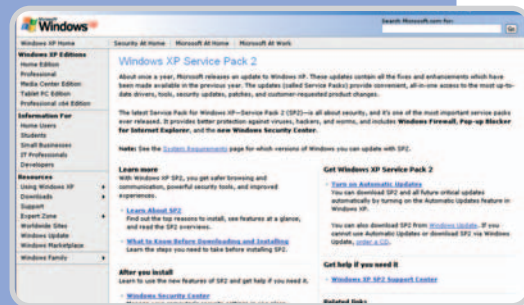 Windows xp
Search Microsoft.com for:
Go
Windows XP Home
Security At Home | Microsoft At Home | Microsoft At Work
Windows XP Editions
Home Edition
Professional
Media Center Edition
Tablet PC Edition
Professional x64 Edition
Information For
Home Users
Students
Small Businesses
IT Professionals
Developers
Resources
Using Windows XP
Downloads
Support
Expert Zone
Worldwide Sites
Windows Update
Windows Marketplace
Windows Family
Windows XP Service Pack 2
About once a year, Microsoft releases an update to Windows XP. These updates contain all the fixes and enhancements which have
been made available in the previous year. The updates (called Service Packs) provide convenient, all-in-one access to the most up-to-
date drivers, tools, security updates, patches, and customer-requested product changes.
The latest Service Pack for Windows XP—Service Pack 2 (SP2)—is all about security, and it's one of the most important service packs
ever released. It provides better protection against viruses, hackers, and worms, and includes Windows Firewall, Pop-up Blocker
for Internet Explorer, and the new Windows Security Center.
Note: See the System Requirements page for which versions of Windows you can update with SP2.
Learn more
With Windows XP SP2, you get safer browsing and
communication, powerful security tools, and improved
experiences.
Learn About SP2
Find out the top reasons to install, see features at a glance,
and read the SP2 overviews.
What to Know Before Downloading and Installing
Learn the steps you need to take before installing SP2.
After you install
Learn to use the new features of SP2 and get help if you need it.
Windows Security Center
Get Windows XP Service Pack 2
Turn on Automatic Updates
You can download SP2 and all future critical updates
automatically by turning on the Automatic Updates feature in
Windows XP.
You can also download SP2 from Windows Update. If you
cannot use Automatic Updates or download SP2 via Windows
Update, order a CD.
Get help if you need it
Windows XP SP2 Support Center
Related links